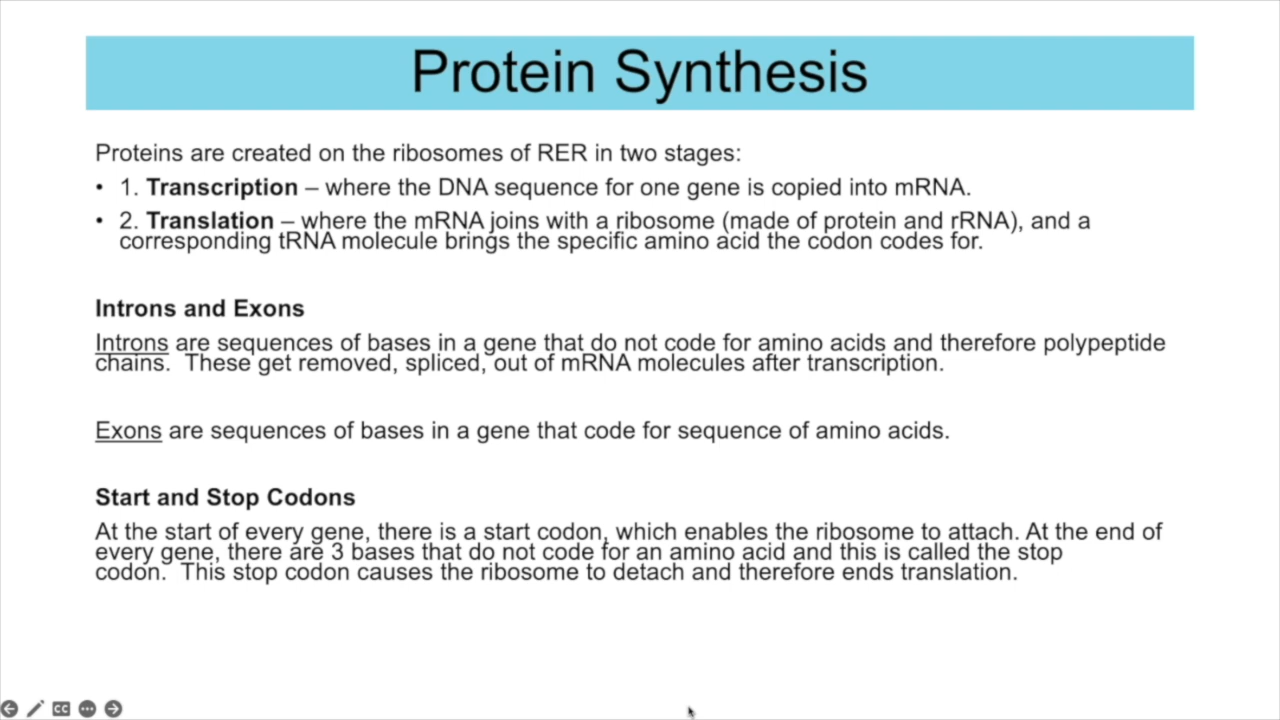 Protein Synthesis
Proteins are created on the ribosomes of RER in two stages:
• 1. Transcription – where the DNA sequence for one gene is copied into mRNA.
• 2. Translation – where the mRNA joins with a ribosome (made of protein and rRNA), and a
corresponding tRNA molecule brings the specific amino acid the codon codes for.
Introns and Exons
Introns are sequences of bases in a gene that do not code for amino acids and therefore polypeptide
chains.  These get removed, spliced, out of mRNA molecules after transcription.
Exons are sequences of bases in a gene that code for sequence of amino acids.
Start and Stop Codons
At the start of every gene, there is a start codon, which enables the ribosome to attach. At the end of
every gene, there are 3 bases that do not code for an amino acid and this is called the stop
codon.  This stop codon causes the ribosome to detach and therefore ends translation.
CC